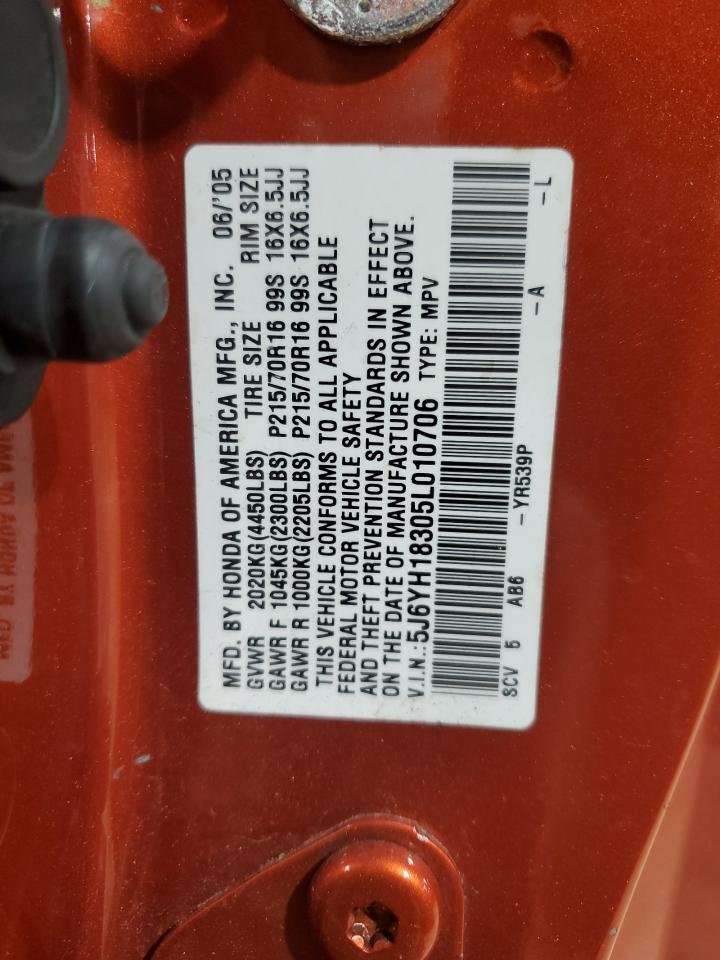 MFD. BY HONDA OF AMERICA MFG., INC. 06/'05
GVWR 2020KG(4450LBS) TIRE SIZE RIM SIZE
GAWR F 1045KG(2300LBS) P215/70R16 99S 16X6.5JJ
GAWR R 1000KG(2205LBS) P215/70R16 99S 16X6.5JJ
THIS VEHICLE CONFORMS TO ALL APPLICABLE
FEDERAL MOTOR VEHICLE SAFETY
AND THEFT PREVENTION STANDARDS IN EFFECT
ON THE DATE OF MANUFACTURE SHOWN ABOVE.
V.I.N.:5J6YH18305L010706 TYPE: MPV
SCV 5 AB6 -YR539P -A -L